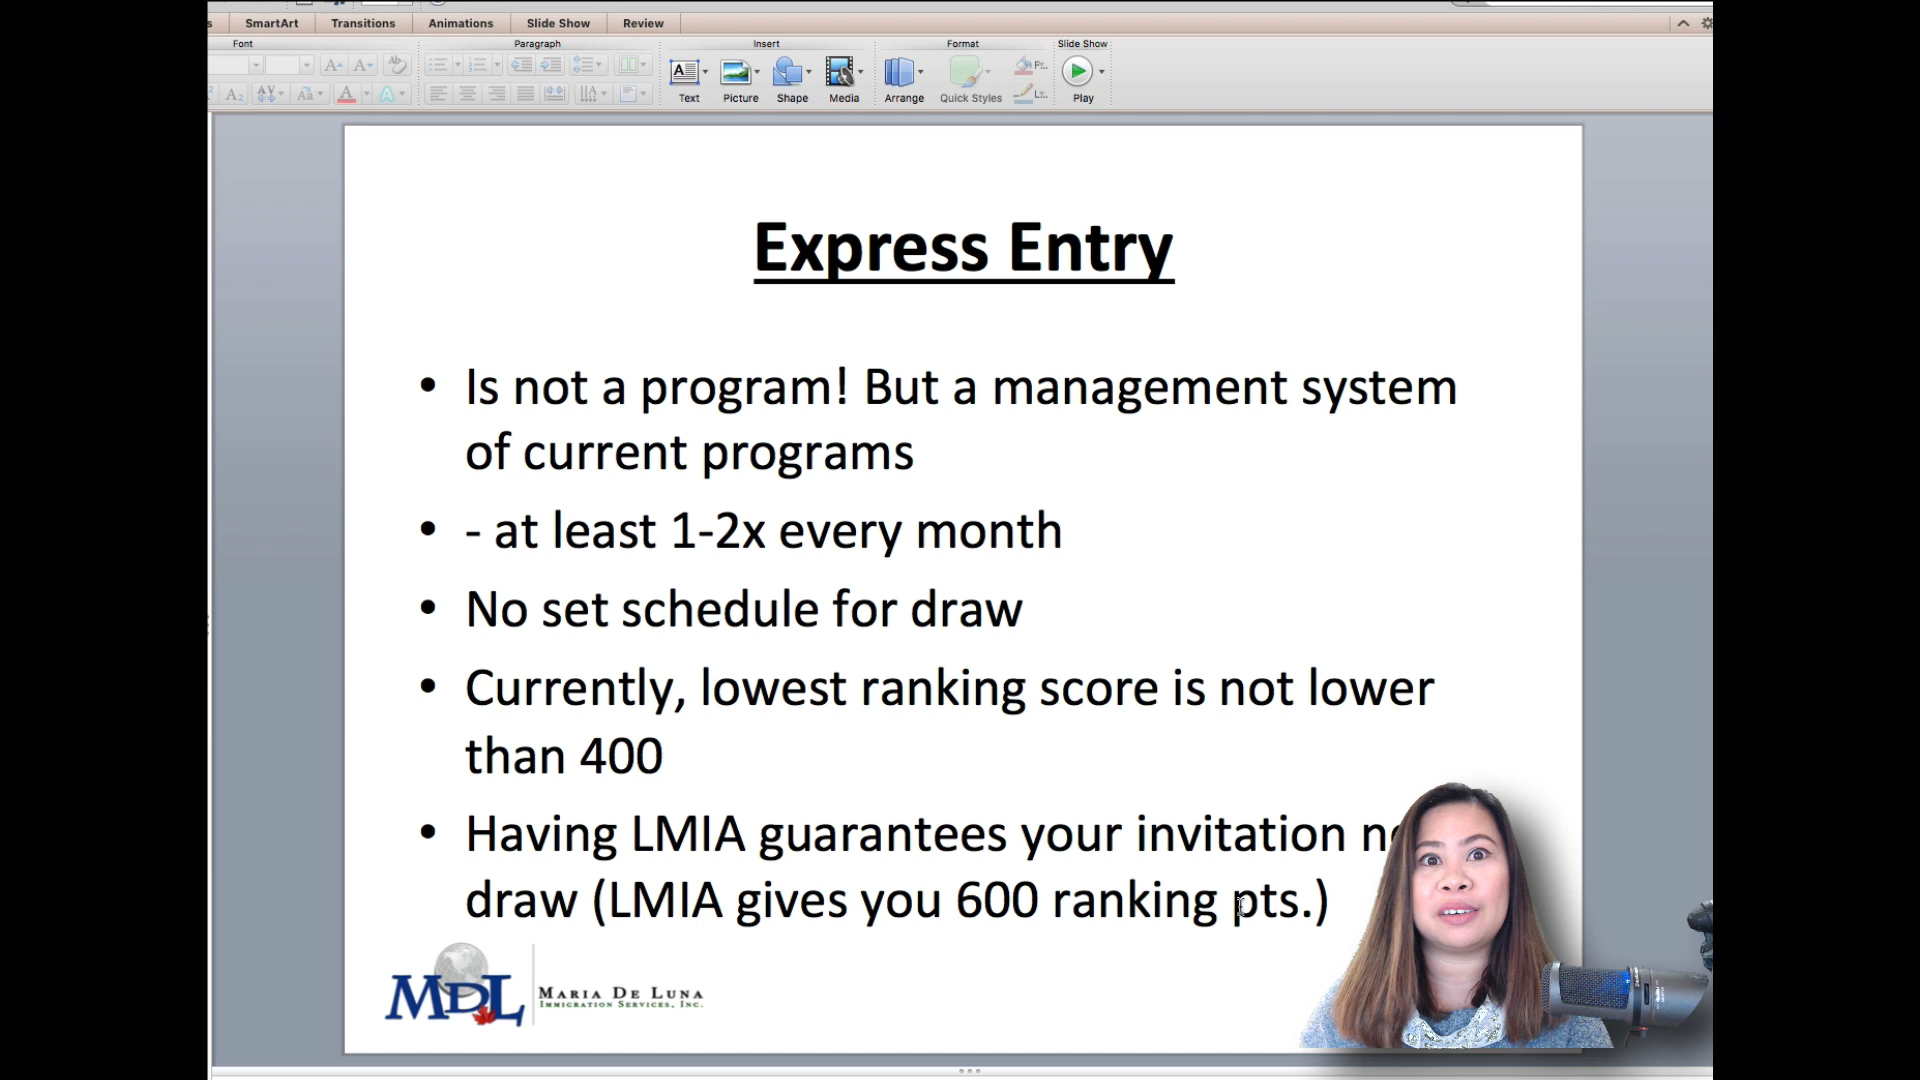 SmartArt Transitions Animations Slide Show Review
Font Paragraph Insert Format Slide Show
Text Picture Shape Media Arrange Quick Styles Play
Express Entry
• Is not a program! But a management system
of current programs
• - at least 1-2x every month
• No set schedule for draw
• Currently, lowest ranking score is not lower
than 400
• Having LMIA guarantees your invitation
draw (LMIA gives you 600 ranking pts.)
MDL
MARIA DE LUNA
IMMIGRATION SERVICES, INC.